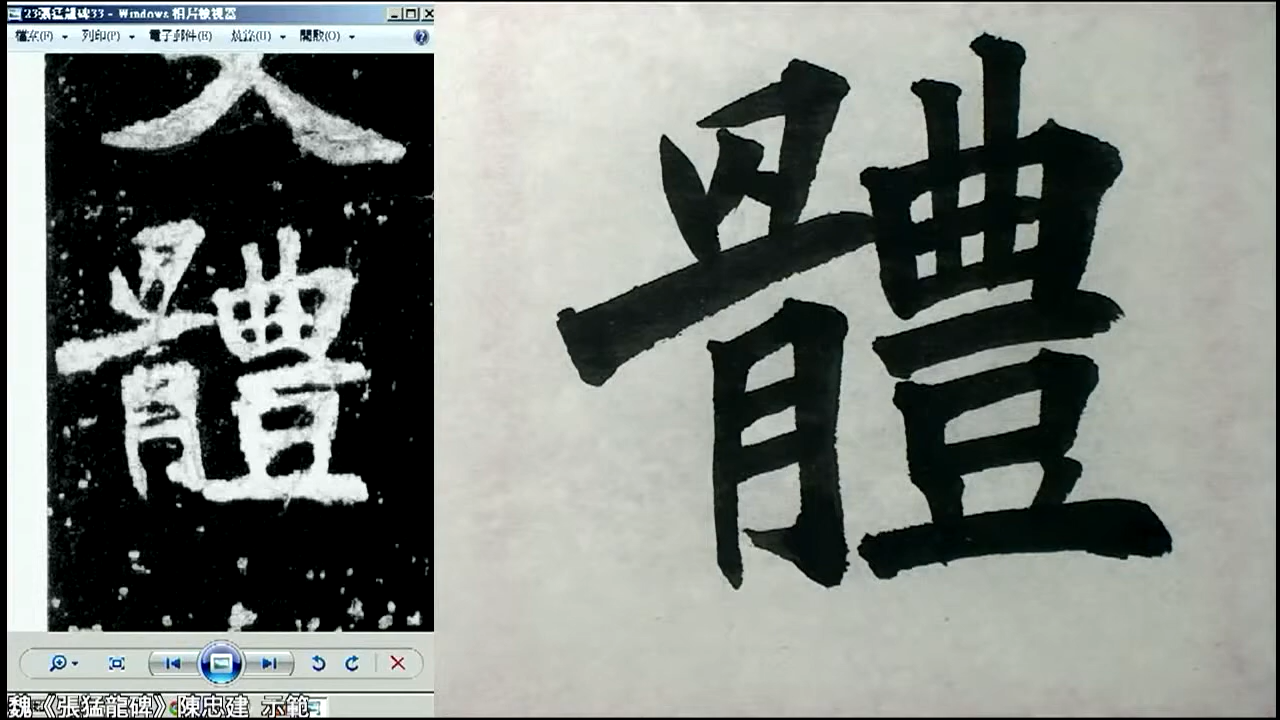 23張猛龍碑33 - Windows 相片檢視器
檔案(F) 列印(P) 電子郵件(E) 燒錄(U) 開啟(O)
體
體
魏《張猛龍碑》陳忠建 示範